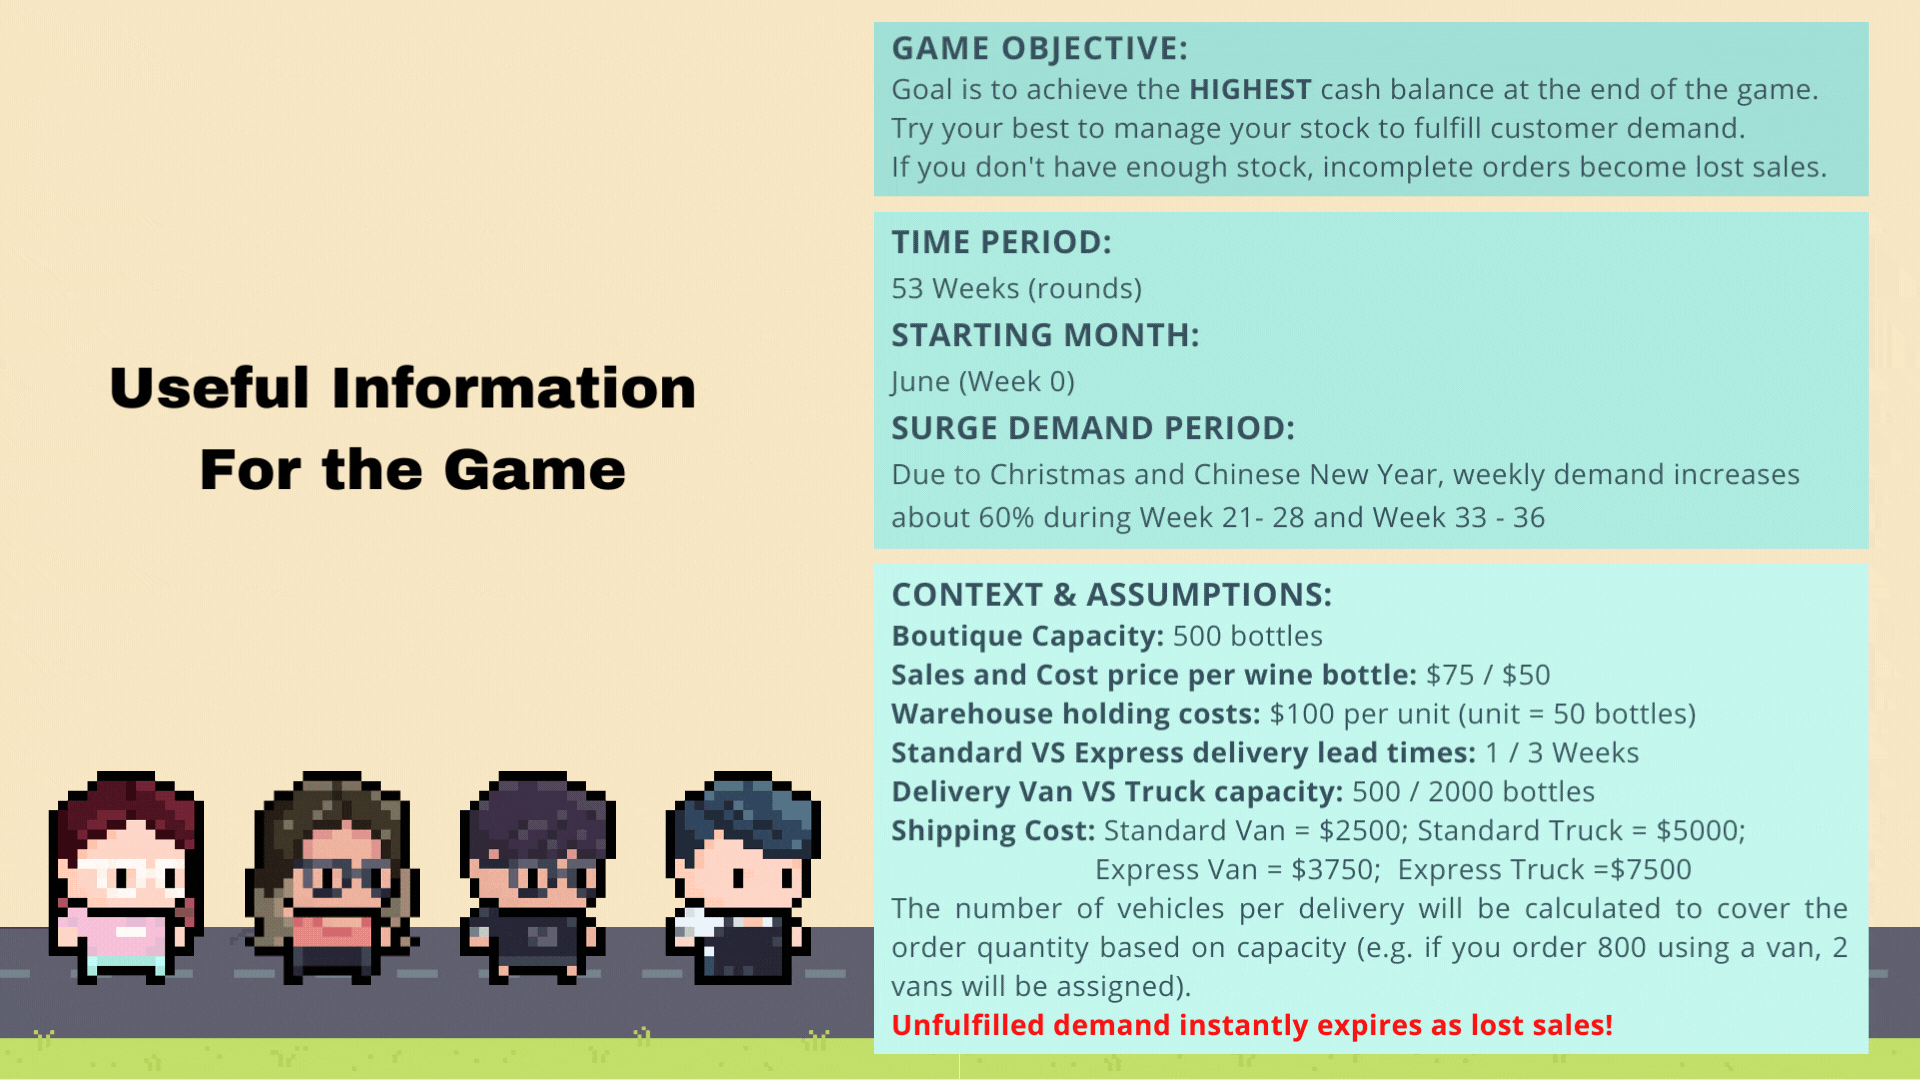 Useful Information
For the Game
GAME OBJECTIVE:
Goal is to achieve the HIGHEST cash balance at the end of the game.
Try your best to manage your stock to fulfill customer demand.
If you don't have enough stock, incomplete orders become lost sales.
TIME PERIOD:
53 Weeks (rounds)
STARTING MONTH:
June (Week 0)
SURGE DEMAND PERIOD:
Due to Christmas and Chinese New Year, weekly demand increases
about 60% during Week 21- 28 and Week 33 - 36
CONTEXT & ASSUMPTIONS:
Boutique Capacity: 500 bottles
Sales and Cost price per wine bottle: $75 / $50
Warehouse holding costs: $100 per unit (unit = 50 bottles)
Standard VS Express delivery lead times: 1 / 3 Weeks
Delivery Van VS Truck capacity: 500 / 2000 bottles
Shipping Cost: Standard Van = $2500; Standard Truck = $5000;
Express Van = $3750; Express Truck =$7500
The number of vehicles per delivery will be calculated to cover the
order quantity based on capacity (e.g. if you order 800 using a van, 2
vans will be assigned).
Unfulfilled demand instantly expires as lost sales!